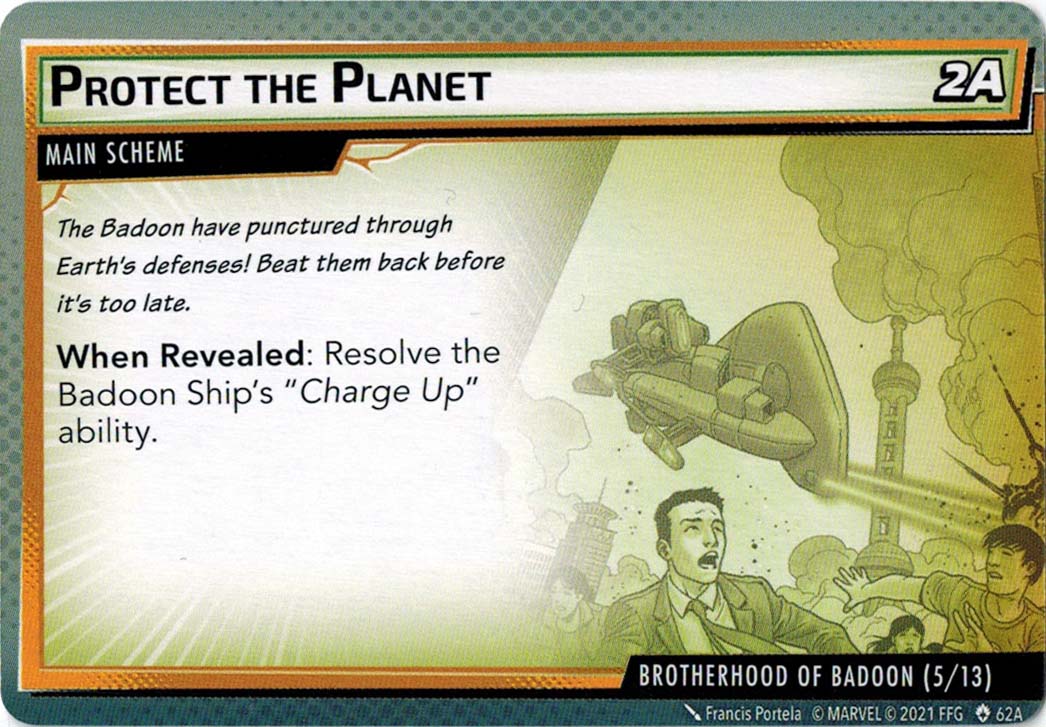 PROTECT THE PLANET
2A
MAIN SCHEME
The Badoon have punctured through
Earth's defenses! Beat them back before
it's too late.
When Revealed: Resolve the
Badoon Ship's "Charge Up"
ability.
BROTHERHOOD OF BADOON (5/13)
Francis Portela © MARVEL © 2021 FFG 62A